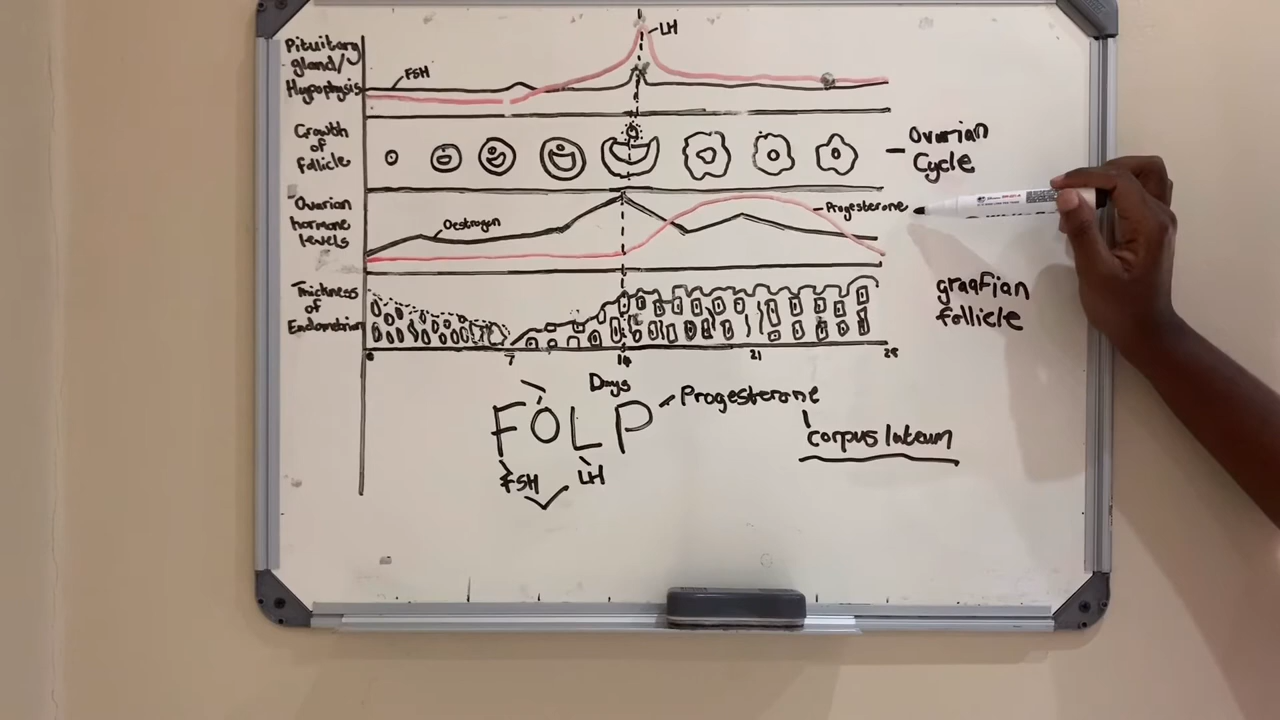 LH
Pituitary
gland/
Hypophysis
FSH
Growth
of
follicle
Ovarian
Cycle
Ovarian
hormone
levels
Oestrogen
Progesterone
Thickness
of
Endometrium
graafian
follicle
7
14
21
28
Days
FOLP
Progesterone
corpus luteum
FSH
LH